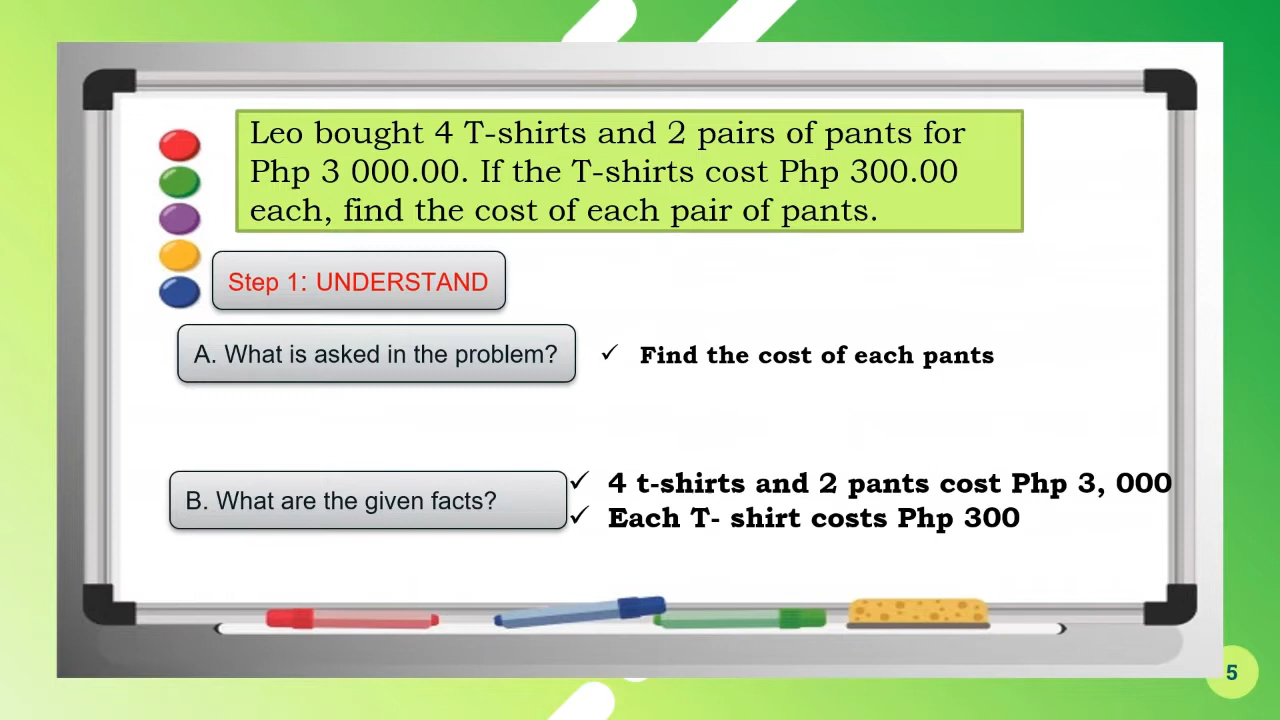 Leo bought 4 T-shirts and 2 pairs of pants for
Php 3 000.00. If the T-shirts cost Php 300.00
each, find the cost of each pair of pants.
Step 1: UNDERSTAND
A. What is asked in the problem?
✓ Find the cost of each pants
B. What are the given facts?
✓ 4 t-shirts and 2 pants cost Php 3, 000
✓ Each T- shirt costs Php 300
5